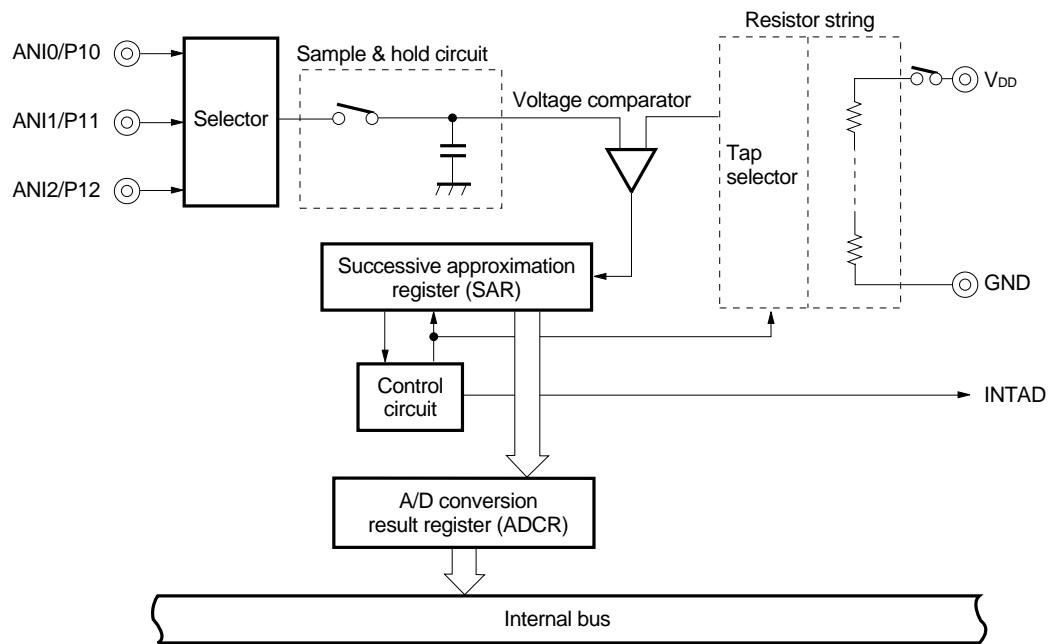 Resistor string
ANI0/P10
Sample & hold circuit
VDD
Voltage comparator
ANI1/P11
Selector
Tap
selector
ANI2/P12
Successive approximation
register (SAR)
GND
Control
circuit
INTAD
A/D conversion
result register (ADCR)
Internal bus